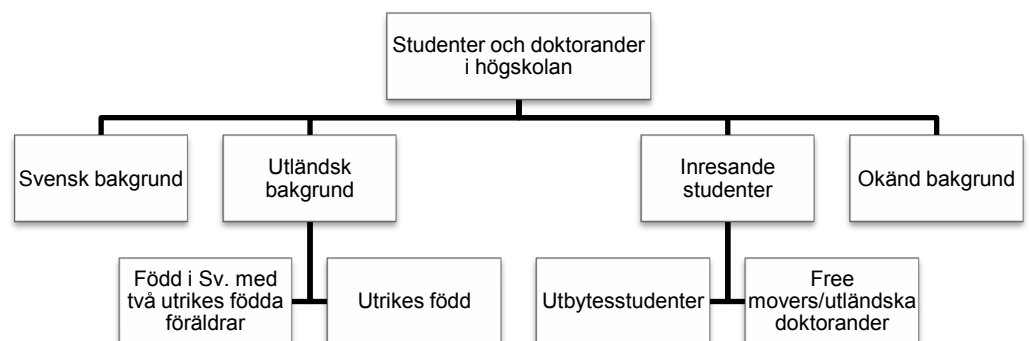 Studenter och doktorander
i högskolan
Svensk bakgrund
Utländsk
bakgrund
Inresande
studenter
Okänd bakgrund
Född i Sv. med
två utrikes födda
föräldrar
Utrikes född
Utbytesstudenter
Free
movers/utländska
doktorander